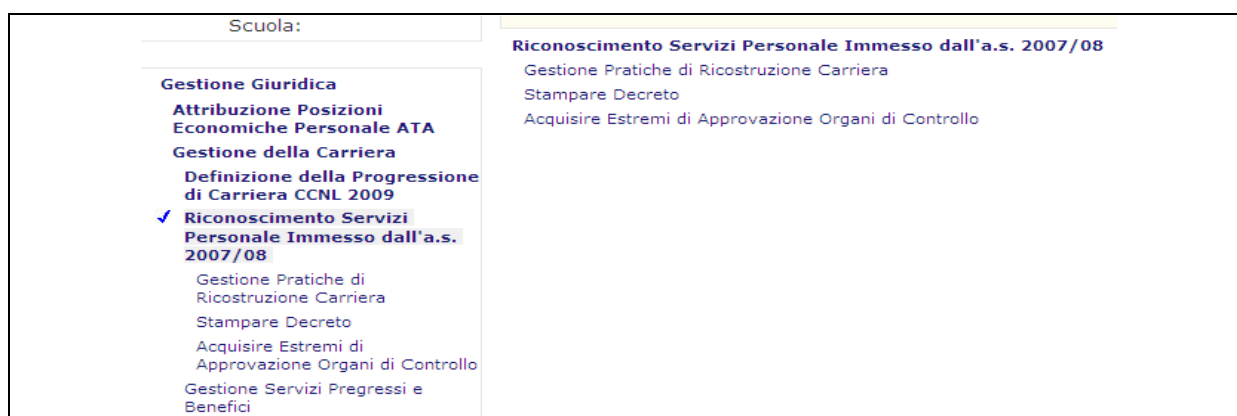 Scuola:
Gestione Giuridica
Attribuzione Posizioni
Economiche Personale ATA
Gestione della Carriera
Definizione della Progressione
di Carriera CCNL 2009
Riconoscimento Servizi
Personale Immesso dall'a.s.
2007/08
Gestione Pratiche di
Ricostruzione Carriera
Stampare Decreto
Acquisire Estremi di
Approvazione Organi di Controllo
Gestione Servizi Pregressi e
Benefici
Riconoscimento Servizi Personale Immesso dall'a.s. 2007/08
Gestione Pratiche di Ricostruzione Carriera
Stampare Decreto
Acquisire Estremi di Approvazione Organi di Controllo